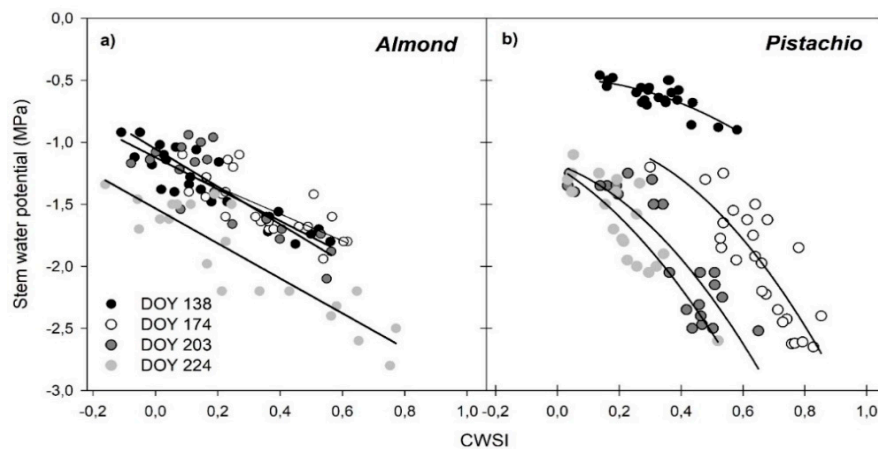 a) Almond
b) Pistachio
Stem water potential (MPa)
0,0
-0,5
-1,0
-1,5
-2,0
-2,5
-3,0
DOY 138
DOY 174
DOY 203
DOY 224
-0,2 0,0 0,2 0,4 0,6 0,8 1,0 -0,2 0,0 0,2 0,4 0,6 0,8 1,0
CWSI